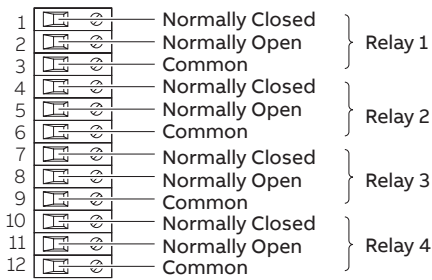 1 Normally Closed
2 Normally Open Relay 1
3 Common
4 Normally Closed
5 Normally Open Relay 2
6 Common
7 Normally Closed
8 Normally Open Relay 3
9 Common
10 Normally Closed
11 Normally Open Relay 4
12 Common